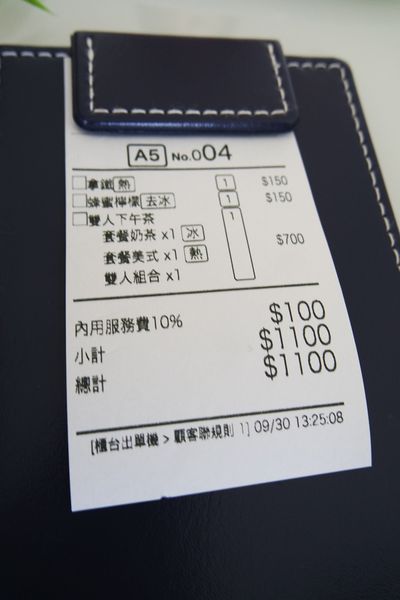 A5 No.004
拿鐵 熱 1 $150
蜂蜜檸檬 去冰 1 $150
雙人下午茶 1 $700
套餐奶茶 x1 冰
套餐美式 x1 熱
雙人組合 x1
內用服務費10% $100
小計 $1100
總計 $1100
[櫃台出單機 > 顧客聯規則 1] 09/30 13:25:08